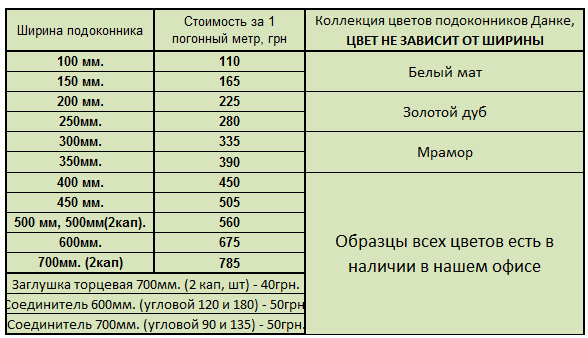 Ширина подоконника
Стоимость за 1
погонный метр, грн
Коллекция цветов подоконников Данке,
ЦВЕТ НЕ ЗАВИСИТ ОТ ШИРИНЫ
100 мм.
110
150 мм.
165
Белый мат
200 мм.
225
250мм.
280
Золотой дуб
300мм.
335
350мм.
390
Мрамор
400 мм.
450
450 мм.
505
500 мм, 500мм(2кап).
560
600мм.
675
700мм. (2кап)
785
Образцы всех цветов есть в
наличии в нашем офисе
Заглушка торцевая 700мм. (2 кап, шт) - 40грн.
Соединитель 600мм. (угловой 120 и 180) - 50грн
Соединитель 700мм. (угловой 90 и 135) - 50грн.